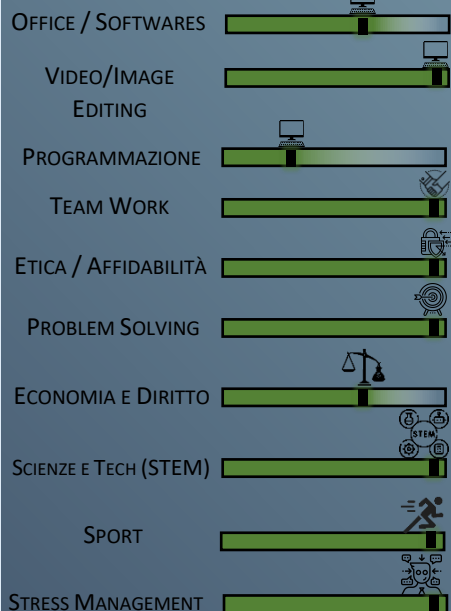 OFFICE / SOFTWARES
VIDEO/IMAGE
EDITING
PROGRAMMAZIONE
TEAM WORK
ETICA / AFFIDABILITÀ
PROBLEM SOLVING
ECONOMIA E DIRITTO
STEM
SCIENZE E TECH (STEM)
SPORT
STRESS MANAGEMENT